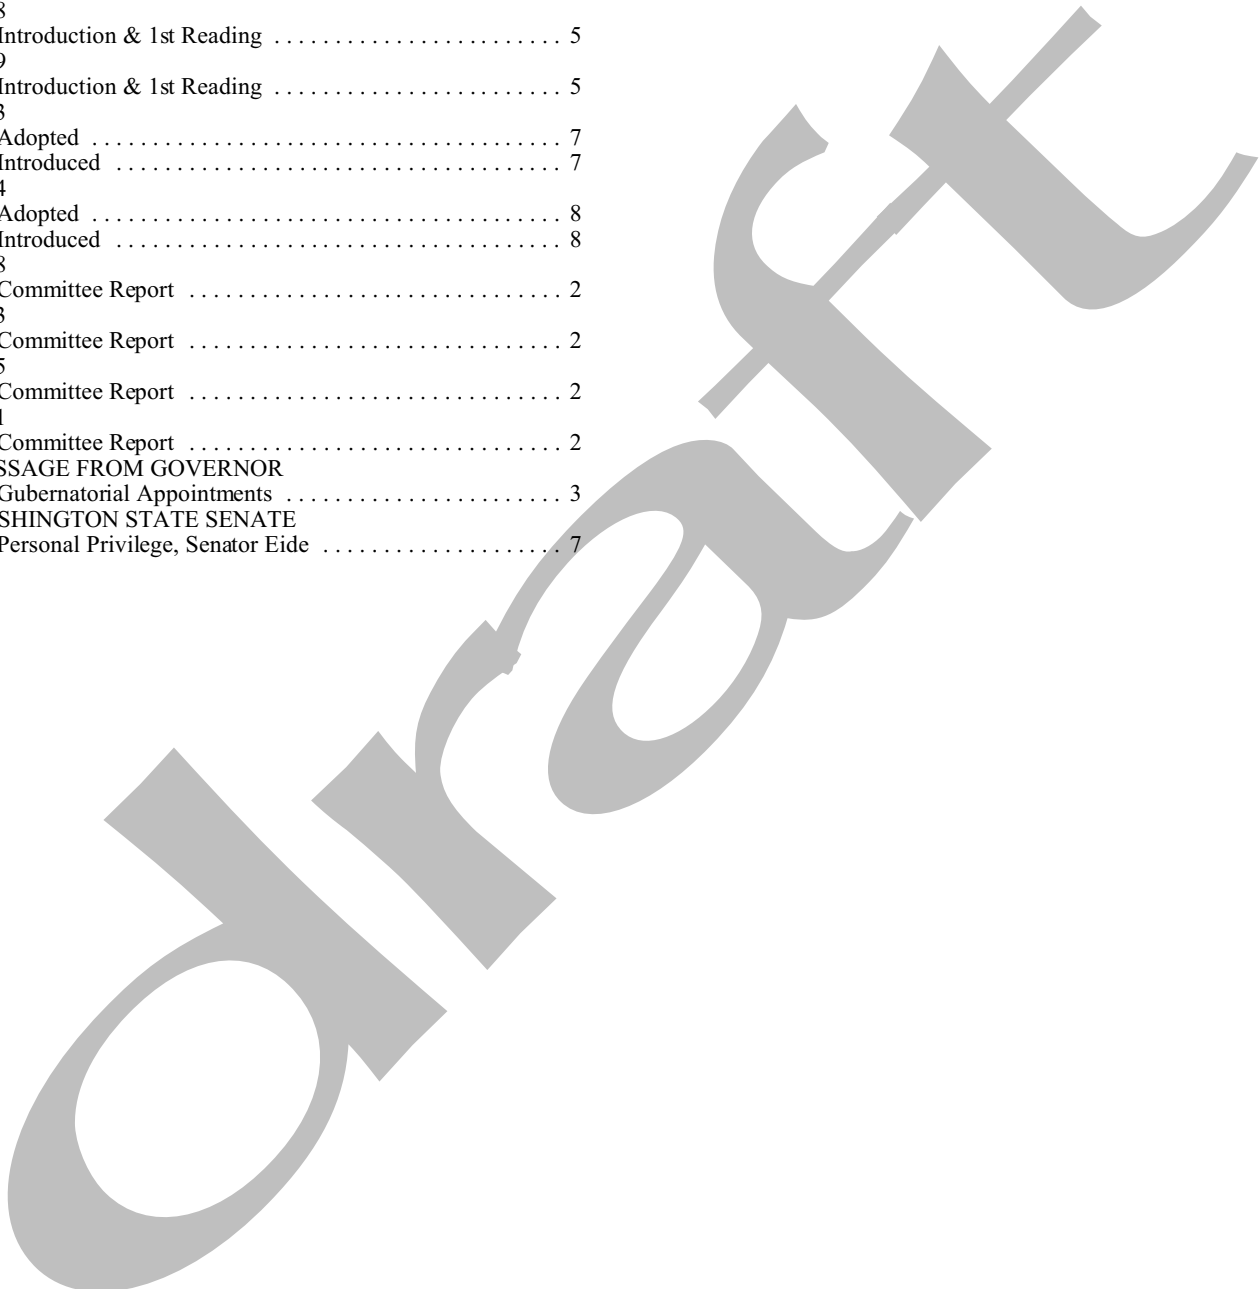 8
Introduction & 1st Reading . . . . . . . . . . . . . . . . . . . . . . . . 5
9
Introduction & 1st Reading . . . . . . . . . . . . . . . . . . . . . . . . 5
3
Adopted . . . . . . . . . . . . . . . . . . . . . . . . . . . . . . . . . . . . . . . 7
Introduced . . . . . . . . . . . . . . . . . . . . . . . . . . . . . . . . . . . . . 7
4
Adopted . . . . . . . . . . . . . . . . . . . . . . . . . . . . . . . . . . . . . . . 8
Introduced . . . . . . . . . . . . . . . . . . . . . . . . . . . . . . . . . . . . . 8
8
Committee Report . . . . . . . . . . . . . . . . . . . . . . . . . . . . . . . 2
3
Committee Report . . . . . . . . . . . . . . . . . . . . . . . . . . . . . . . 2
5
Committee Report . . . . . . . . . . . . . . . . . . . . . . . . . . . . . . . 2
1
Committee Report . . . . . . . . . . . . . . . . . . . . . . . . . . . . . . . 2
SSAGE FROM GOVERNOR
Gubernatorial Appointments . . . . . . . . . . . . . . . . . . . . . . . 3
SHINGTON STATE SENATE
Personal Privilege, Senator Eide . . . . . . . . . . . . . . . . . . . . 7
draft